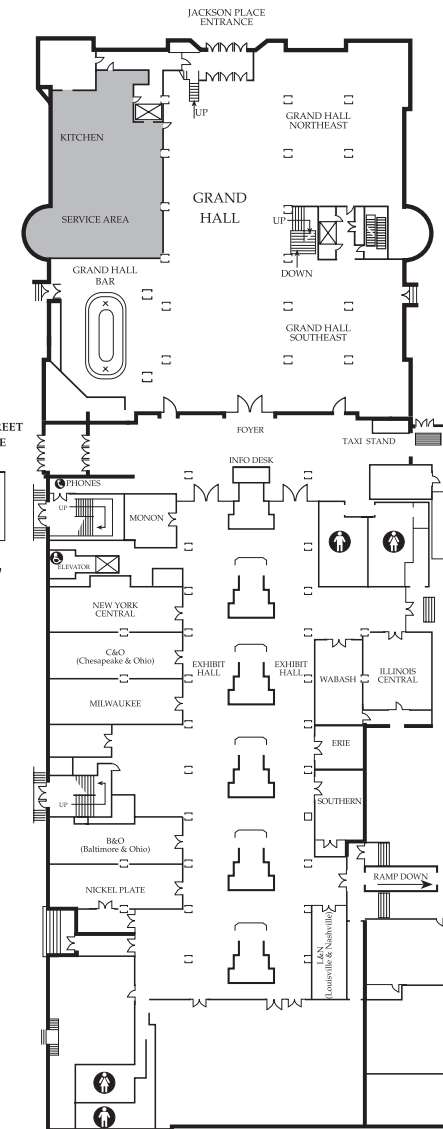 JACKSON PLACE
ENTRANCE
UP
GRAND HALL
NORTHEAST
KITCHEN
GRAND
HALL
SERVICE AREA
UP
DOWN
GRAND HALL
BAR
GRAND HALL
SOUTHEAST
REET
E
FOYER
TAXI STAND
INFO DESK
PHONES
UP
MONON
ELEVATOR
NEW YORK
CENTRAL
C&O
(Chesapeake & Ohio)
EXHIBIT
HALL
EXHIBIT
HALL
WABASH
ILLINOIS
CENTRAL
MILWAUKEE
ERIE
SOUTHERN
UP
B&O
(Baltimore & Ohio)
RAMP DOWN
NICKEL PLATE
L&N
(Louisville & Nashville)